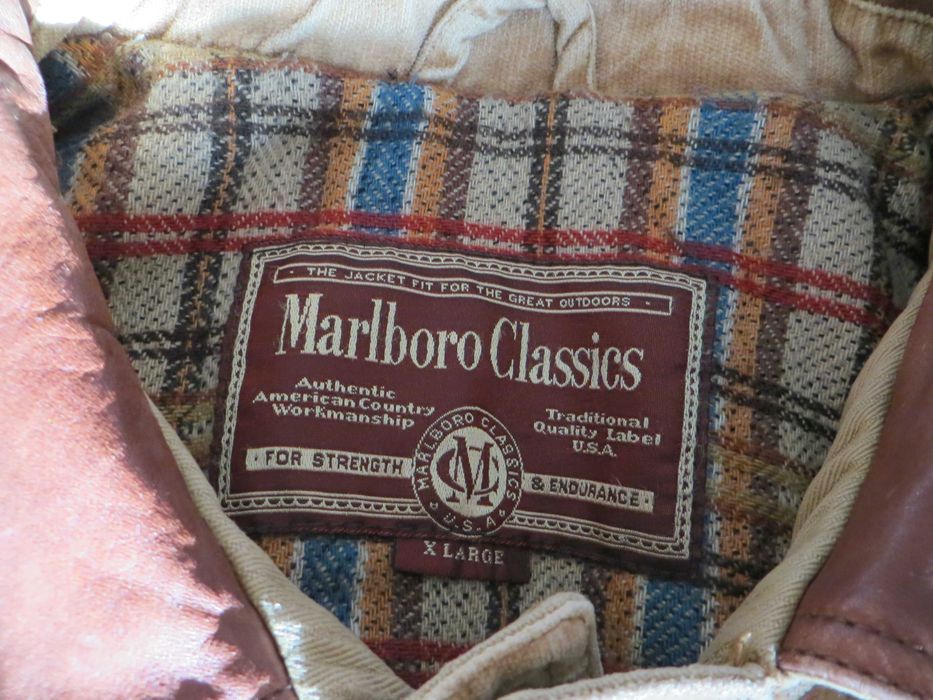 · THE JACKET FIT FOR THE GREAT OUTDOORS ·
Marlboro Classics
Authentic
American Country
Workmanship
Traditional
Quality Label
U.S.A.
· FOR STRENGTH
& ENDURANCE ·
MARLBORO CLASSICS
U.S.A
MC
X LARGE